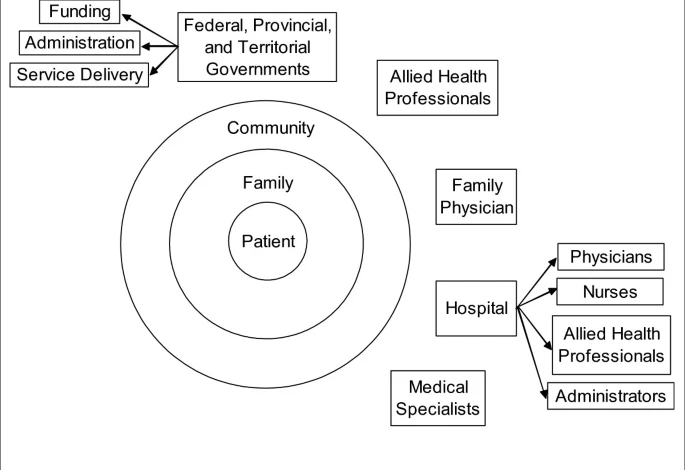 Funding
Administration
Service Delivery
Federal, Provincial,
and Territorial
Governments
Allied Health
Professionals
Community
Family
Patient
Family
Physician
Hospital
Physicians
Nurses
Allied Health
Professionals
Administrators
Medical
Specialists